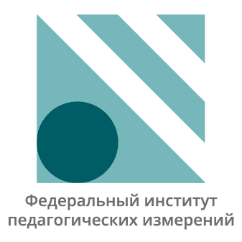 Федеральный институт
педагогических измерений